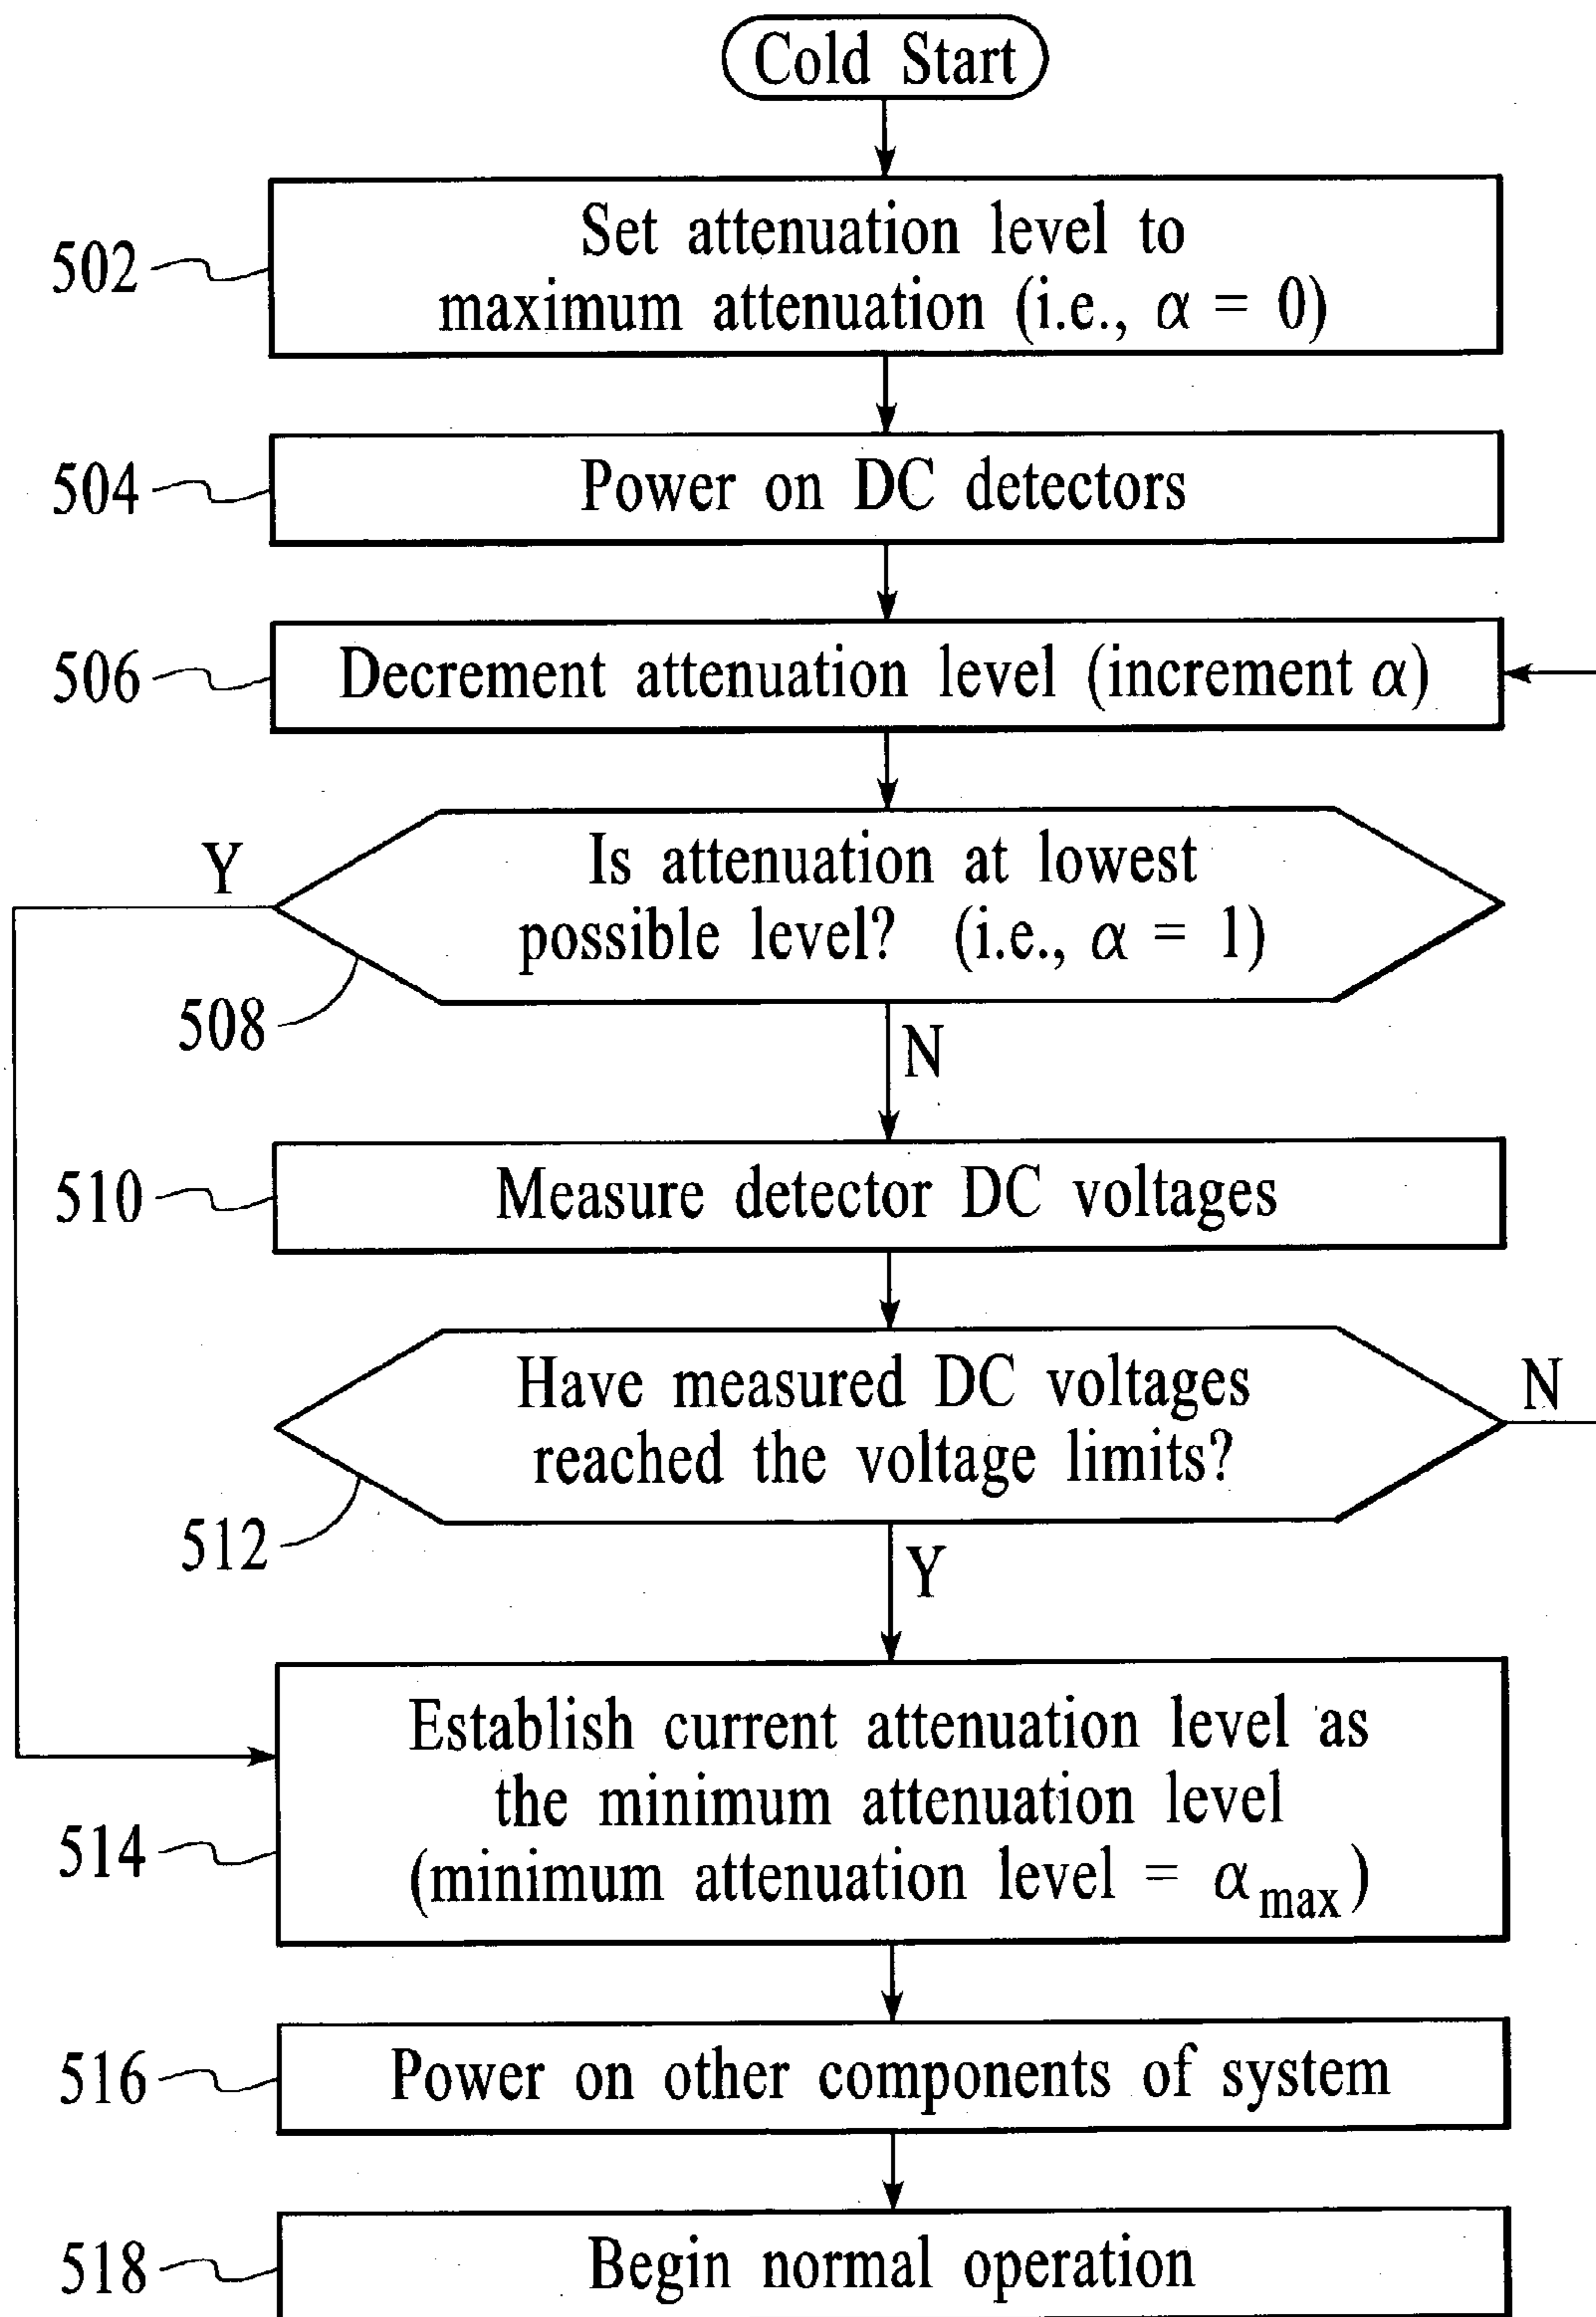 Cold Start
502
Set attenuation level to
maximum attenuation (i.e., α = 0)
504
Power on DC detectors
506
Decrement attenuation level (increment α)
Y
Is attenuation at lowest
possible level? (i.e., α = 1)
508
N
510
Measure detector DC voltages
Have measured DC voltages
reached the voltage limits?
N
512
Y
Establish current attenuation level as
the minimum attenuation level
(minimum attenuation level = α max)
514
516
Power on other components of system
518
Begin normal operation